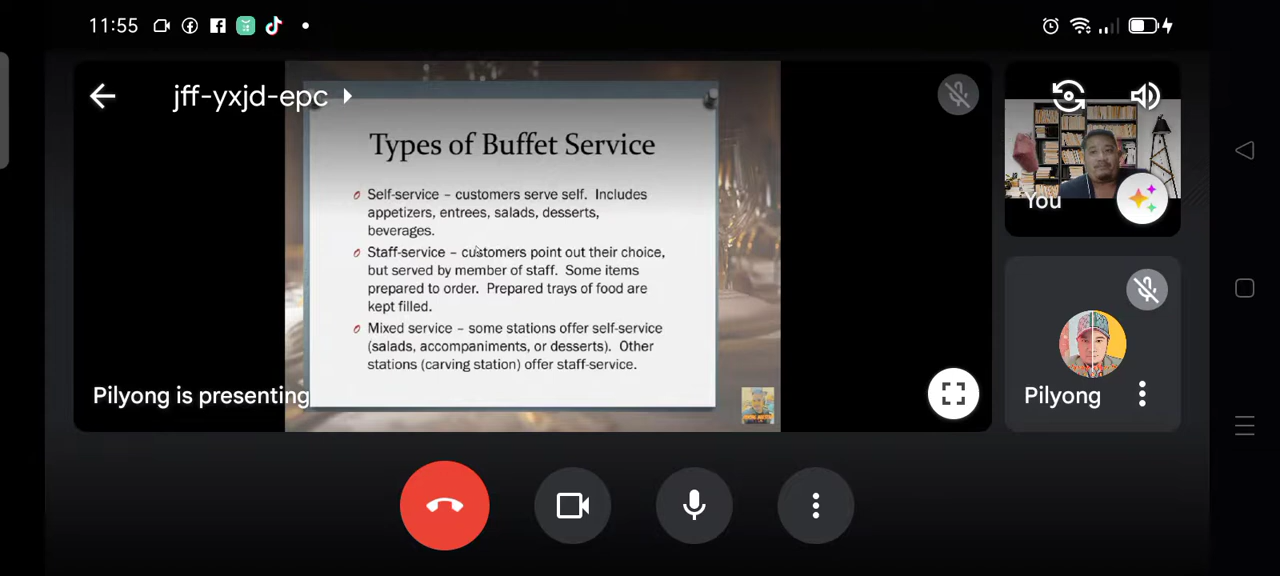 11:55
jff-yxjd-epc
Types of Buffet Service
Self-service – customers serve self. Includes
appetizers, entrees, salads, desserts,
beverages.
Staff-service – customers point out their choice,
but served by member of staff. Some items
prepared to order. Prepared trays of food are
kept filled.
Mixed service – some stations offer self-service
(salads, accompaniments, or desserts). Other
stations (carving station) offer staff-service.
Pilyong is presenting
You
Pilyong